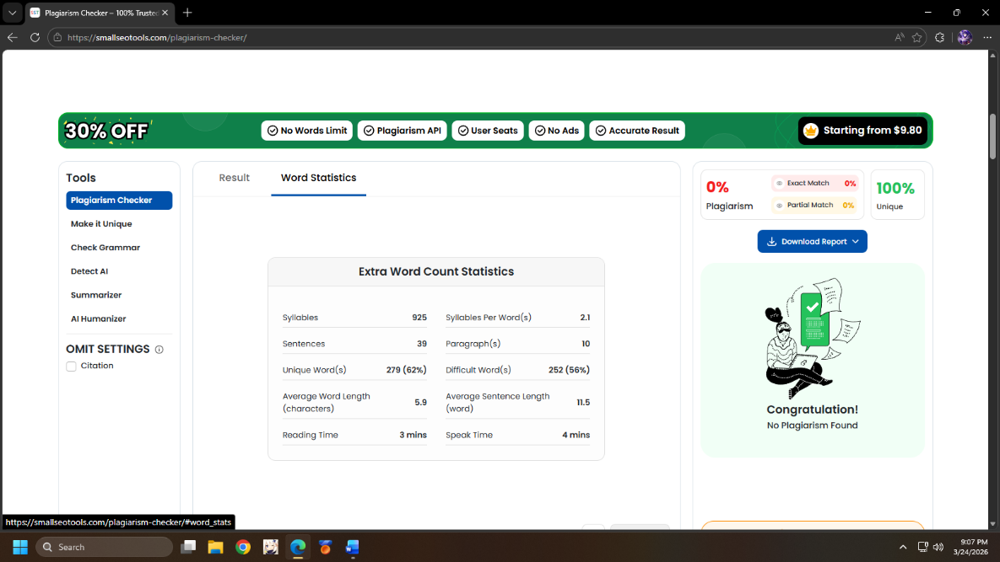 Plagiarism Checker – 100% Trusted
https://smallseotools.com/plagiarism-checker/
30% OFF
No Words Limit
Plagiarism API
User Seats
No Ads
Accurate Result
Starting from $9.80
Tools
Plagiarism Checker
Make it Unique
Check Grammar
Detect AI
Summarizer
AI Humanizer
OMIT SETTINGS
Citation
Result
Word Statistics
Extra Word Count Statistics
Syllables 925
Syllables Per Word(s) 2.1
Sentences 39
Paragraph(s) 10
Unique Word(s) 279 (62%)
Difficult Word(s) 252 (56%)
Average Word Length (characters) 5.9
Average Sentence Length (word) 11.5
Reading Time 3 mins
Speak Time 4 mins
0%
Plagiarism
Exact Match 0%
Partial Match 0%
100%
Unique
Download Report
Congratulation!
No Plagiarism Found
https://smallseotools.com/plagiarism-checker/#word_stats
Search
9:07 PM
3/24/2026